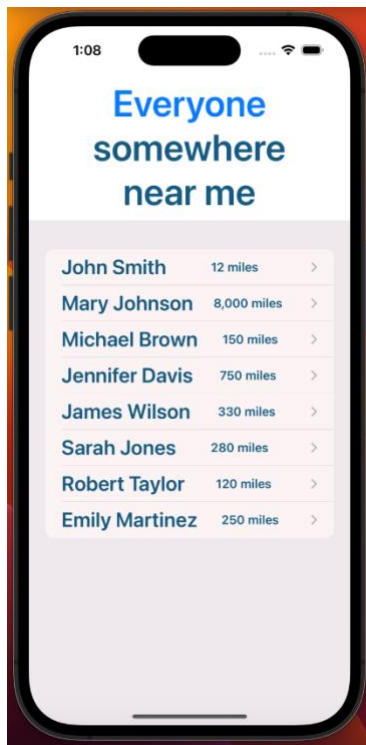 1:08
Everyone
somewhere
near me
John Smith 12 miles
Mary Johnson 8,000 miles
Michael Brown 150 miles
Jennifer Davis 750 miles
James Wilson 330 miles
Sarah Jones 280 miles
Robert Taylor 120 miles
Emily Martinez 250 miles